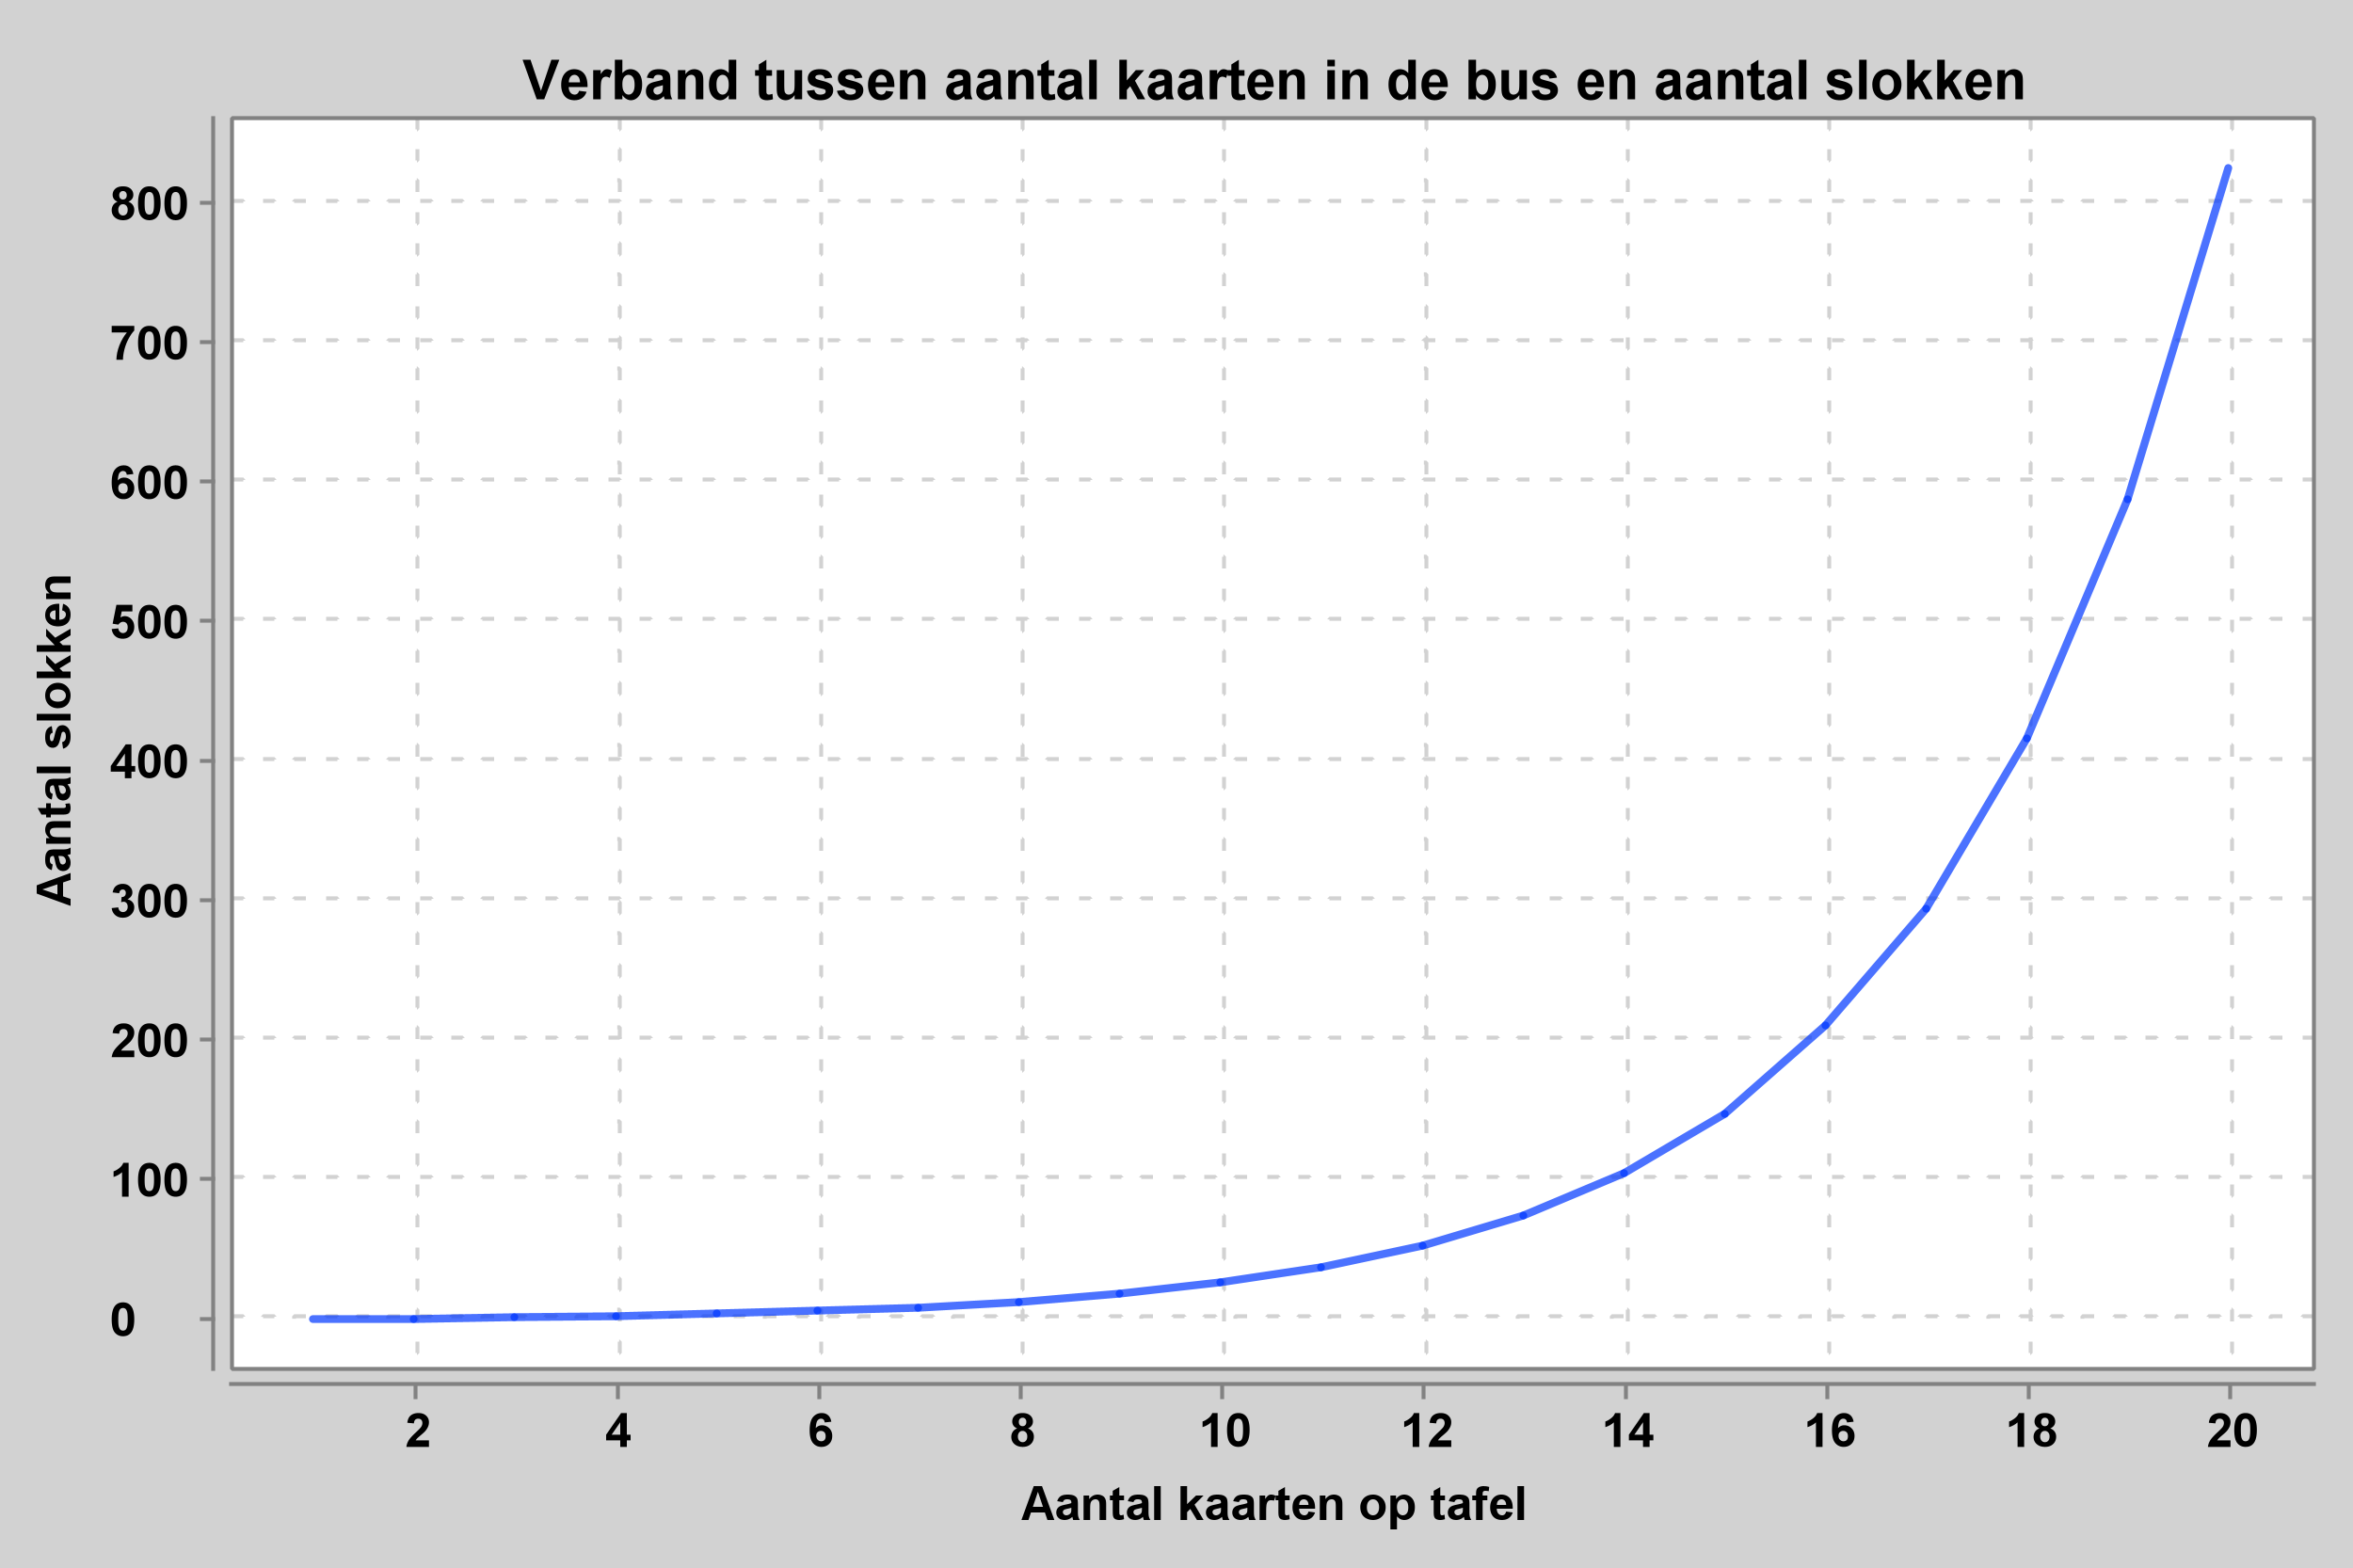 Verband tussen aantal kaarten in de bus en aantal slokken
800
700
600
500
400
300
200
100
0
Aantal slokken
2 4 6 8 10 12 14 16 18 20
Aantal kaarten op tafel